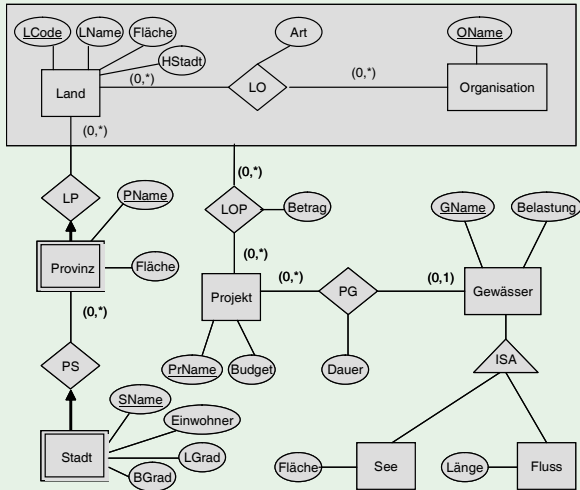 LCode LName Fläche OName
Art
HStadt
(0,*) (0,*)
Land LO Organisation
(0,*)
(0,*)
LP PName GName Belastung
LOP Betrag
(0,*)
Provinz Fläche
(0,*) (0,1)
Projekt PG Gewässer
(0,*)
PS PrName Budget Dauer ISA
SName
Einwohner
Stadt LGrad Fläche See Länge Fluss
BGrad